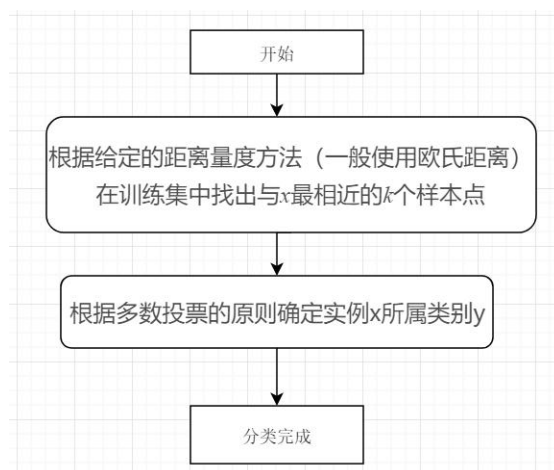 开始
根据给定的距离量度方法（一般使用欧氏距离）
在训练集中找出与x最相近的k个样本点
根据多数投票的原则确定实例x所属类别y
分类完成